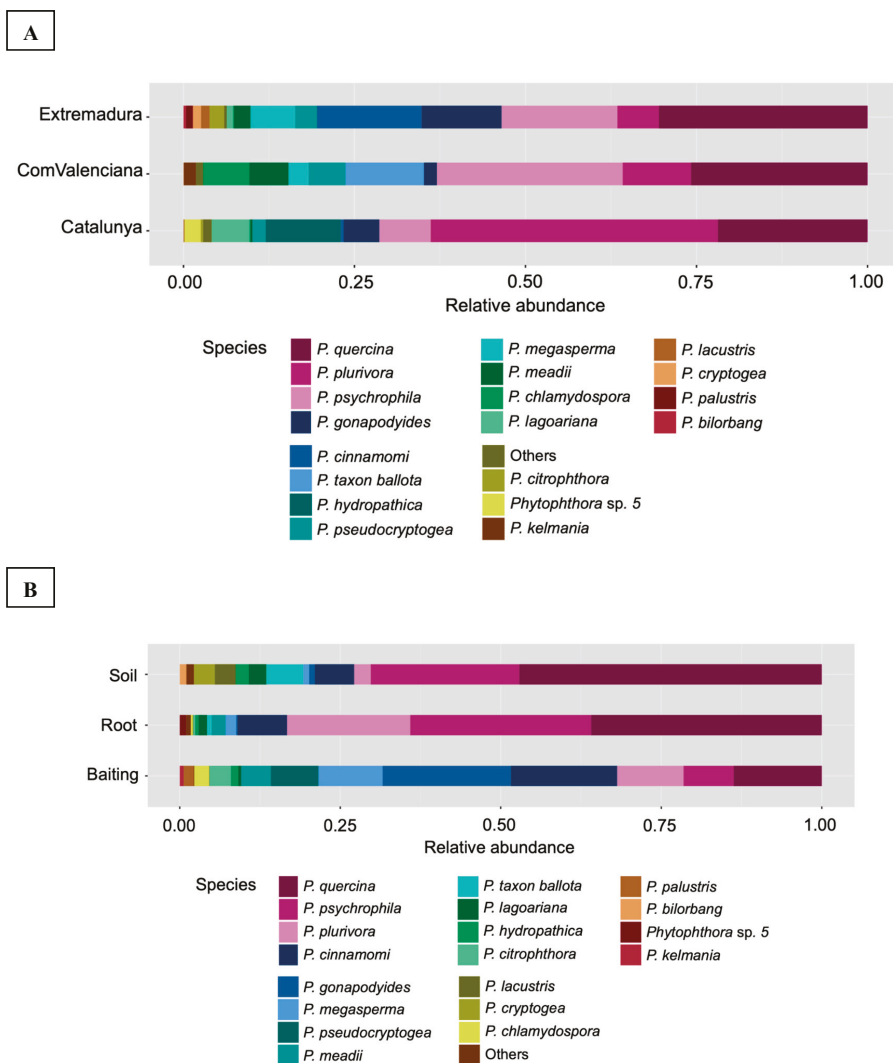 A
Extremadura
ComValenciana
Catalunya
0.00 0.25 0.50 0.75 1.00
Relative abundance
Species
P. quercina P. megasperma P. lacustris
P. plurivora P. meadii P. cryptogea
P. psychrophila P. chlamydospora P. palustris
P. gonapodyides P. lagoariana P. bilorbang
P. cinnamomi Others
P. taxon ballota P. citrophthora
P. hydropathica Phytophthora sp. 5
P. pseudocryptogea P. kelmania
B
Soil
Root
Baiting
0.00 0.25 0.50 0.75 1.00
Relative abundance
Species
P. quercina P. taxon ballota P. palustris
P. psychrophila P. lagoariana P. bilorbang
P. plurivora P. hydropathica Phytophthora sp. 5
P. cinnamomi P. citrophthora P. kelmania
P. gonapodyides P. lacustris
P. megasperma P. cryptogea
P. pseudocryptogea P. chlamydospora
P. meadii Others